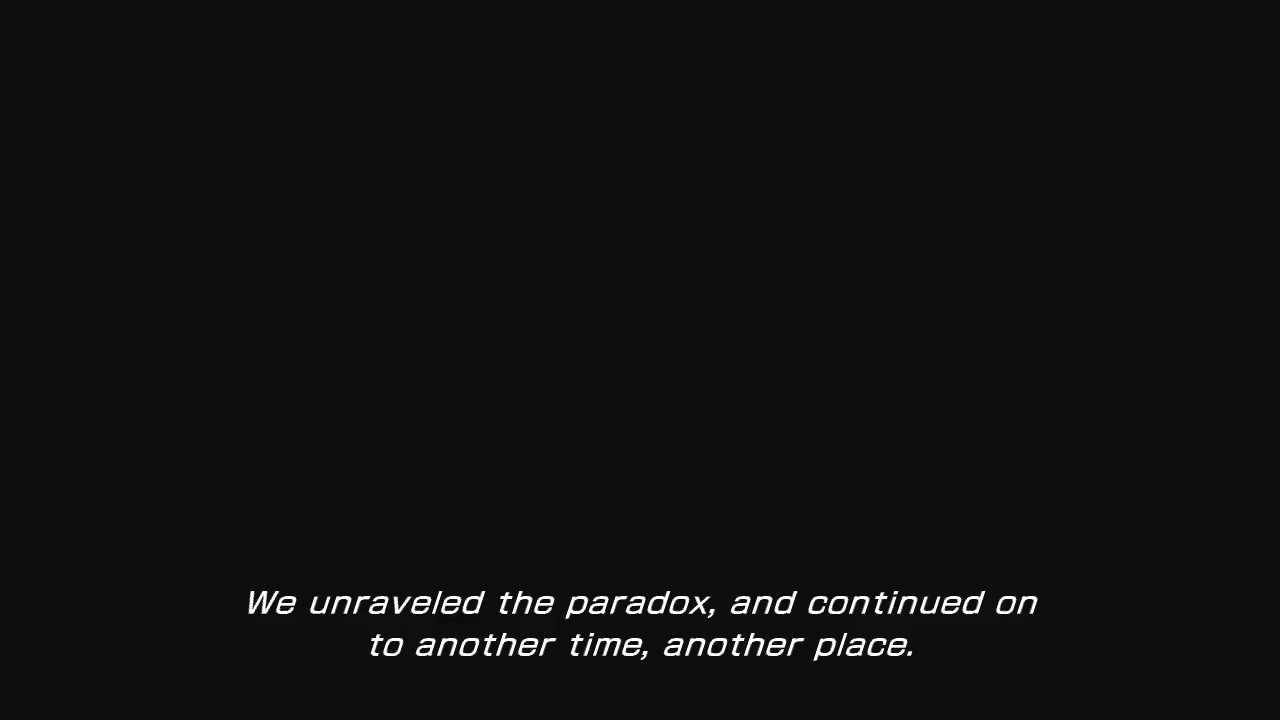 We unraveled the paradox, and continued on
to another time, another place.